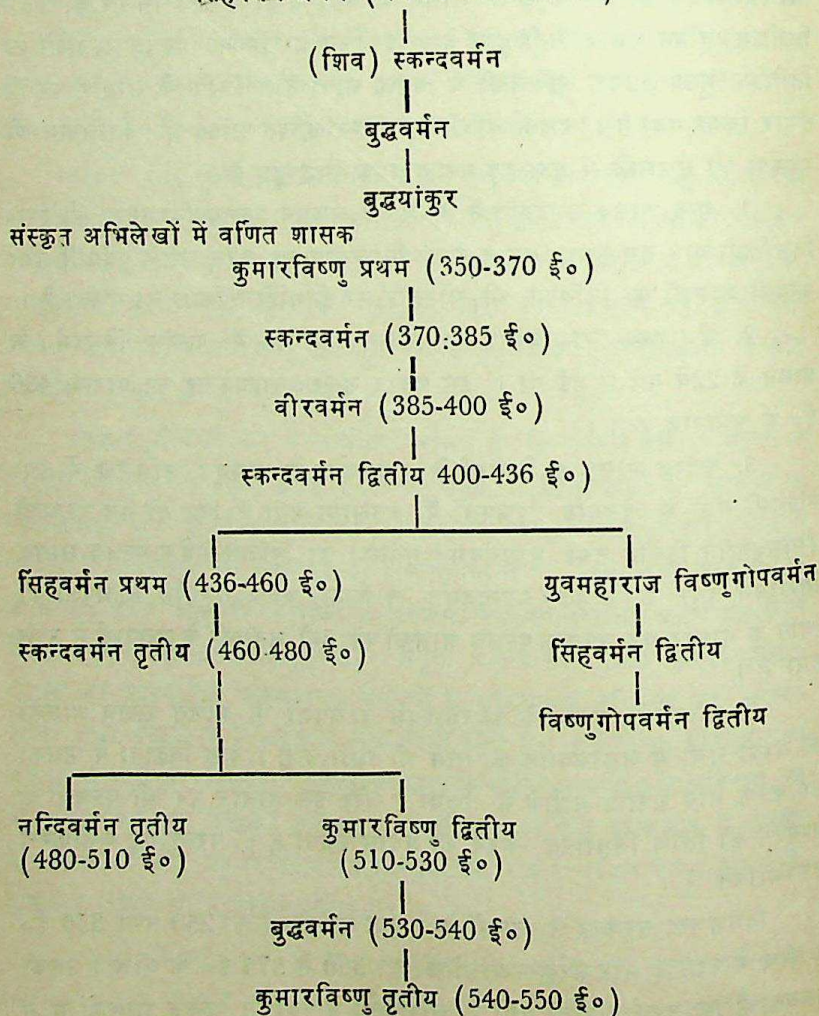 (शिव) स्कन्दवर्मन
बुद्धवर्मन
बुद्धयांकुर
संस्कृत अभिलेखों में वर्णित शासक
कुमारविष्णु प्रथम (350-370 ई०)
स्कन्दवर्मन (370.385 ई०)
वीरवर्मन (385-400 ई०)
स्कन्दवर्मन द्वितीय 400-436 ई०)
सिंहवर्मन प्रथम (436-460 ई०) युवमहाराज विष्णुगोपवर्मन
स्कन्दवर्मन तृतीय (460.480 ई०) सिंहवर्मन द्वितीय
विष्णुगोपवर्मन द्वितीय
नन्दिवर्मन तृतीय कुमारविष्णु द्वितीय
(480-510 ई०) (510-530 ई०)
बुद्धवर्मन (530-540 ई०)
कुमारविष्णु तृतीय (540-550 ई०)